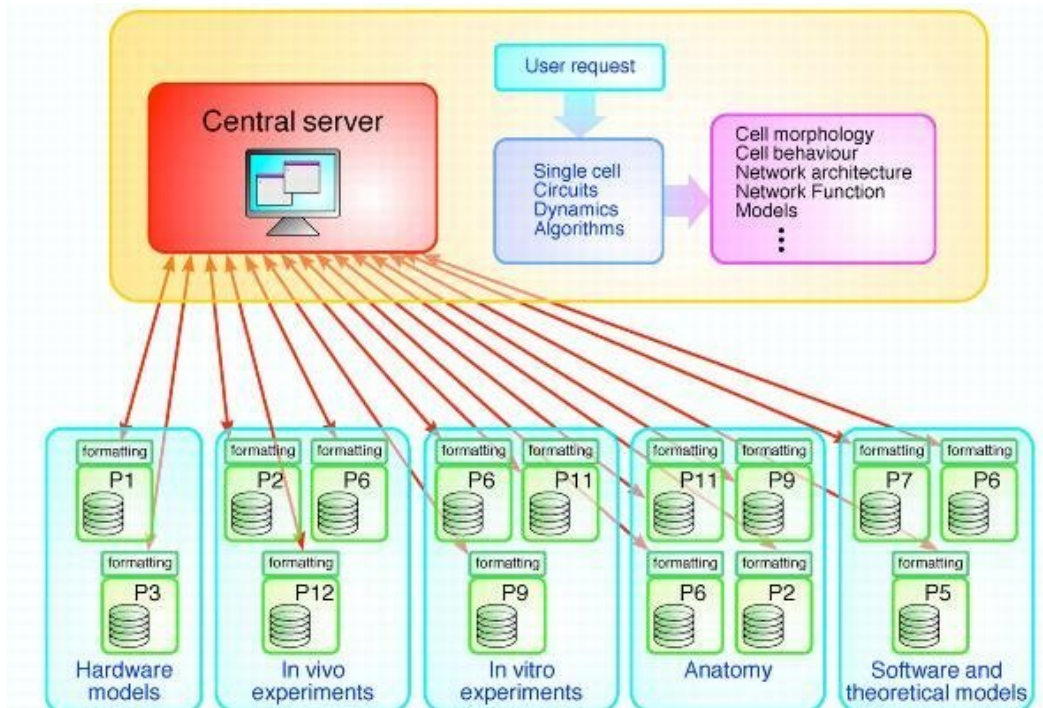 Central server
User request
Single cell
Circuits
Dynamics
Algorithms
Cell morphology
Cell behaviour
Network architecture
Network Function
Models
formatting
P1
formatting
P3
Hardware
models
formatting
P2
formatting
P6
formatting
P12
In vivo
experiments
formatting
P6
formatting
P11
formatting
P9
In vitro
experiments
formatting
P11
formatting
P9
formatting
P6
formatting
P2
Anatomy
formatting
P7
formatting
P6
formatting
P5
Software and
theoretical models